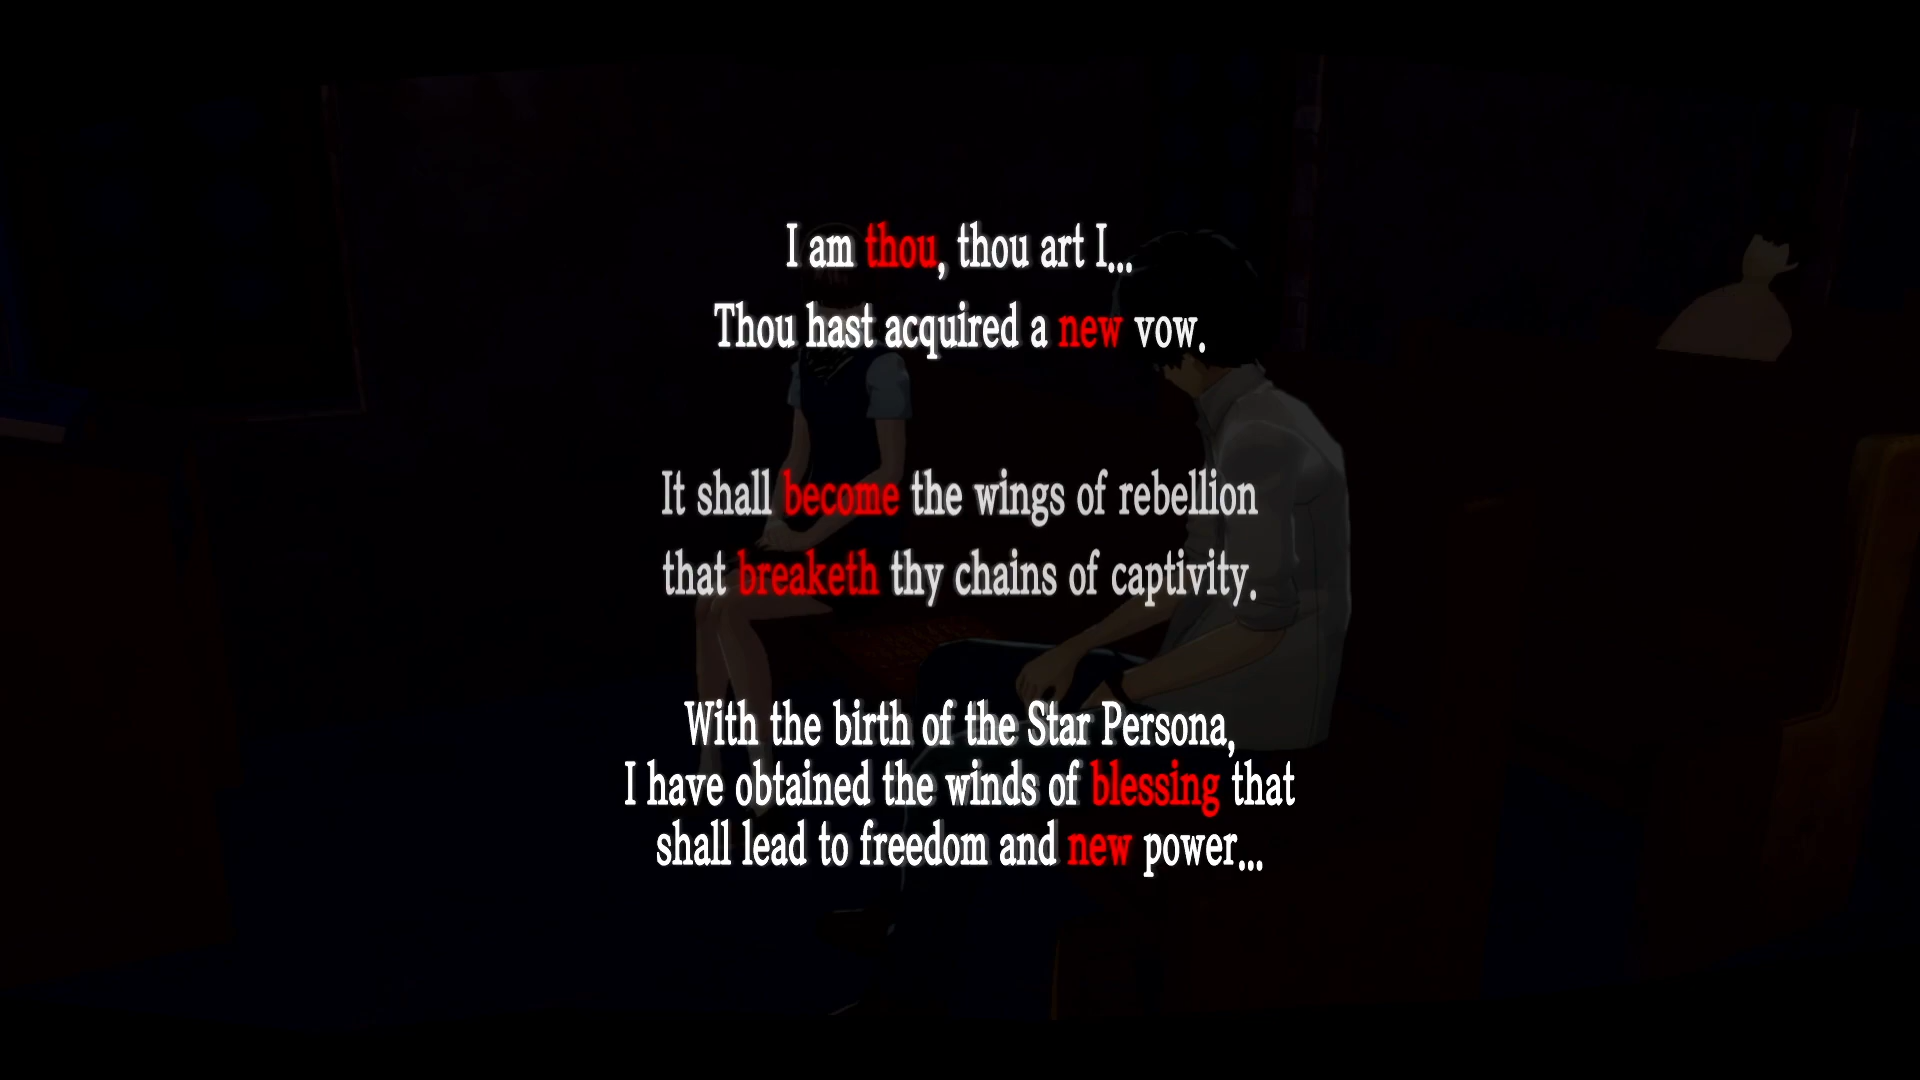 I am thou, thou art I...
Thou hast acquired a new vow.
It shall become the wings of rebellion
that breaketh thy chains of captivity.
With the birth of the Star Persona,
I have obtained the winds of blessing that
shall lead to freedom and new power...